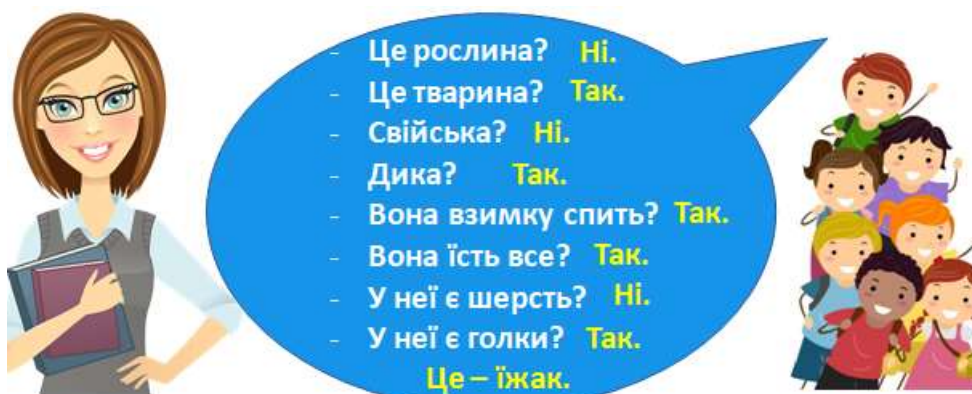 - Це рослина? Ні.
- Це тварина? Так.
- Свійська? Ні.
- Дика? Так.
- Вона взимку спить? Так.
- Вона їсть все? Так.
- У неї є шерсть? Ні.
- У неї є голки? Так.
Це – їжак.